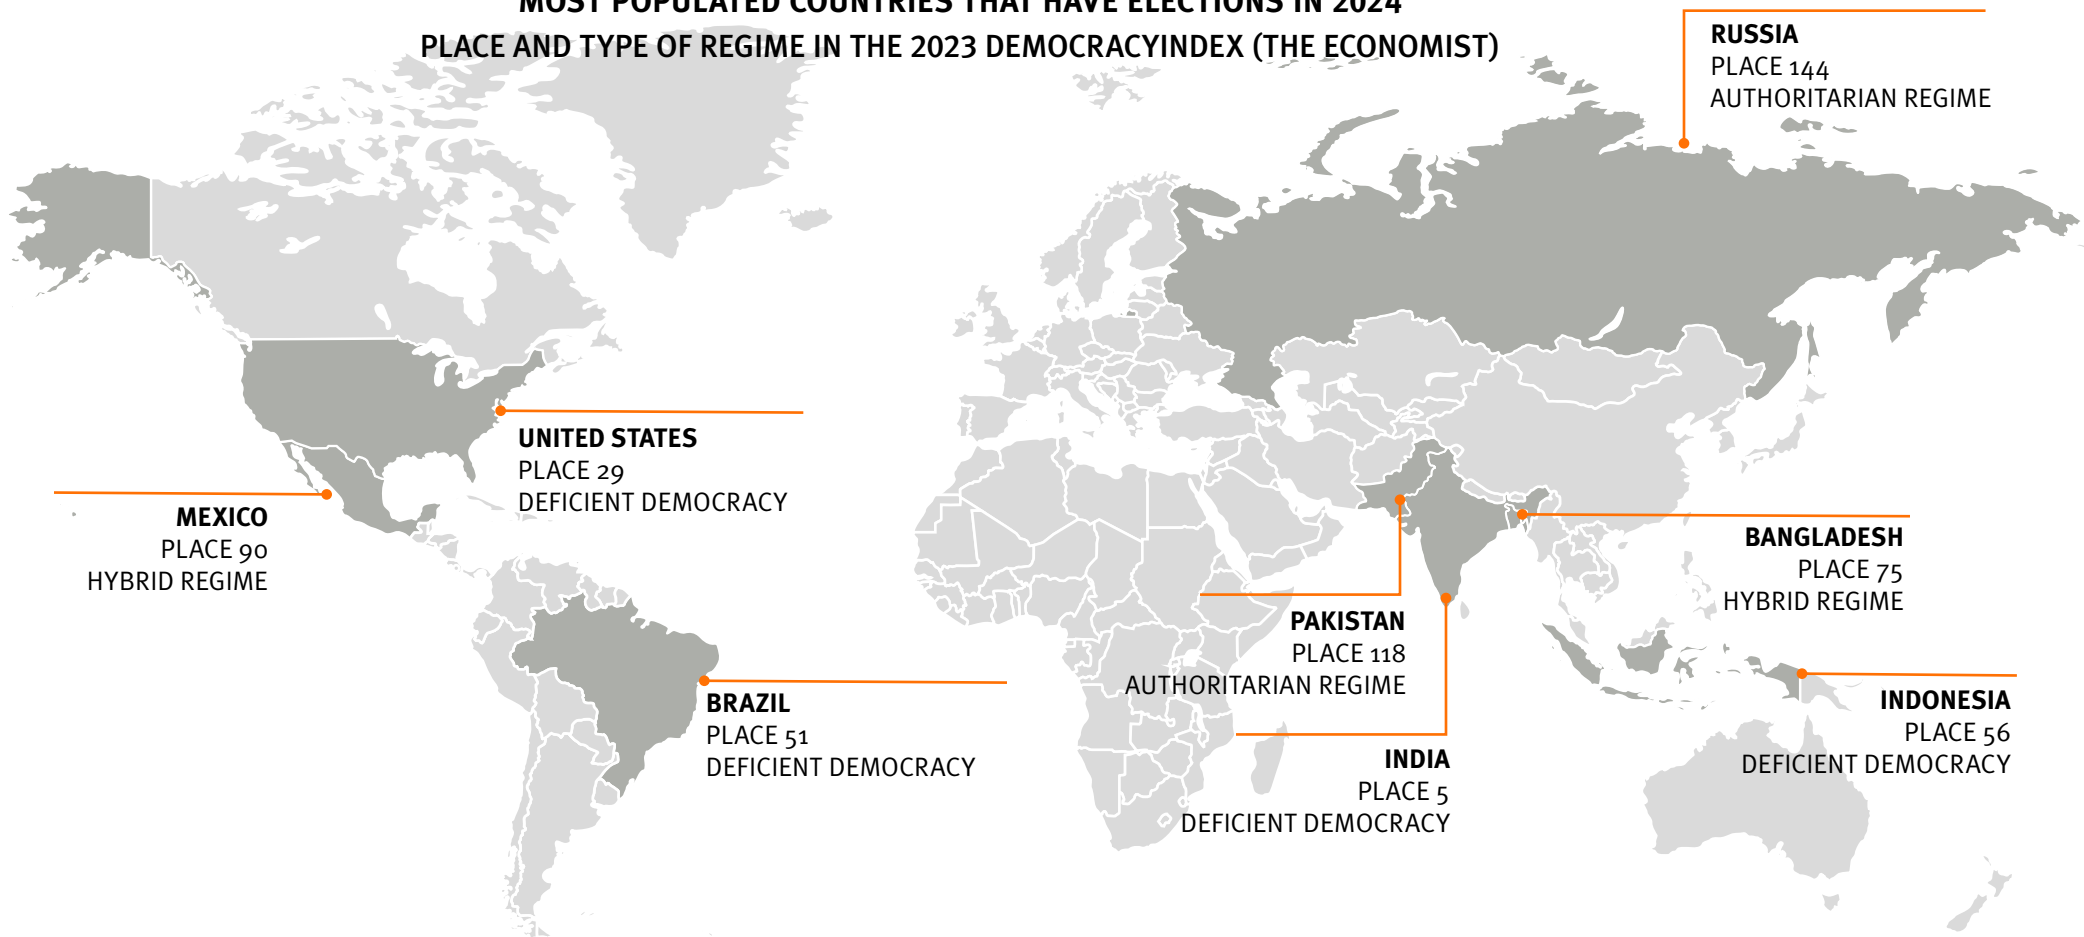 MOST POPULATED COUNTRIES THAT HAVE ELECTIONS IN 2024
PLACE AND TYPE OF REGIME IN THE 2023 DEMOCRACYINDEX (THE ECONOMIST)
RUSSIA
PLACE 144
AUTHORITARIAN REGIME
UNITED STATES
PLACE 29
DEFICIENT DEMOCRACY
MEXICO
PLACE 90
HYBRID REGIME
BANGLADESH
PLACE 75
HYBRID REGIME
PAKISTAN
PLACE 118
AUTHORITARIAN REGIME
BRAZIL
PLACE 51
DEFICIENT DEMOCRACY
INDONESIA
PLACE 56
DEFICIENT DEMOCRACY
INDIA
PLACE 5
DEFICIENT DEMOCRACY